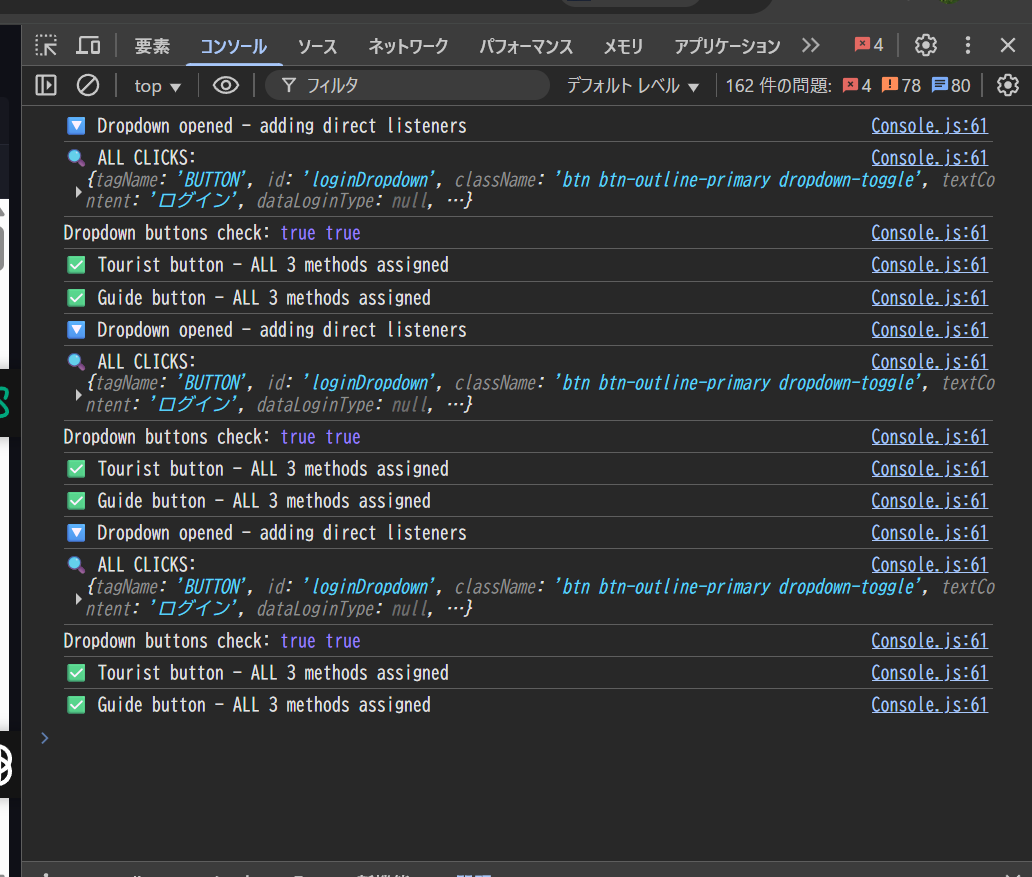 要素 コンソール ソース ネットワーク パフォーマンス メモリ アプリケーション 4
top フィルタ デフォルト レベル 162 件の問題: 4 78 80
Dropdown opened - adding direct listeners Console.js:61
ALL CLICKS: Console.js:61
{tagName: 'BUTTON', id: 'loginDropdown', className: 'btn btn-outline-primary dropdown-toggle', textCo
ntent: 'ログイン', dataLoginType: null, …}
Dropdown buttons check: true true Console.js:61
✅ Tourist button - ALL 3 methods assigned Console.js:61
✅ Guide button - ALL 3 methods assigned Console.js:61
Dropdown opened - adding direct listeners Console.js:61
ALL CLICKS: Console.js:61
{tagName: 'BUTTON', id: 'loginDropdown', className: 'btn btn-outline-primary dropdown-toggle', textCo
ntent: 'ログイン', dataLoginType: null, …}
Dropdown buttons check: true true Console.js:61
✅ Tourist button - ALL 3 methods assigned Console.js:61
✅ Guide button - ALL 3 methods assigned Console.js:61
Dropdown opened - adding direct listeners Console.js:61
ALL CLICKS: Console.js:61
{tagName: 'BUTTON', id: 'loginDropdown', className: 'btn btn-outline-primary dropdown-toggle', textCo
ntent: 'ログイン', dataLoginType: null, …}
Dropdown buttons check: true true Console.js:61
✅ Tourist button - ALL 3 methods assigned Console.js:61
✅ Guide button - ALL 3 methods assigned Console.js:61